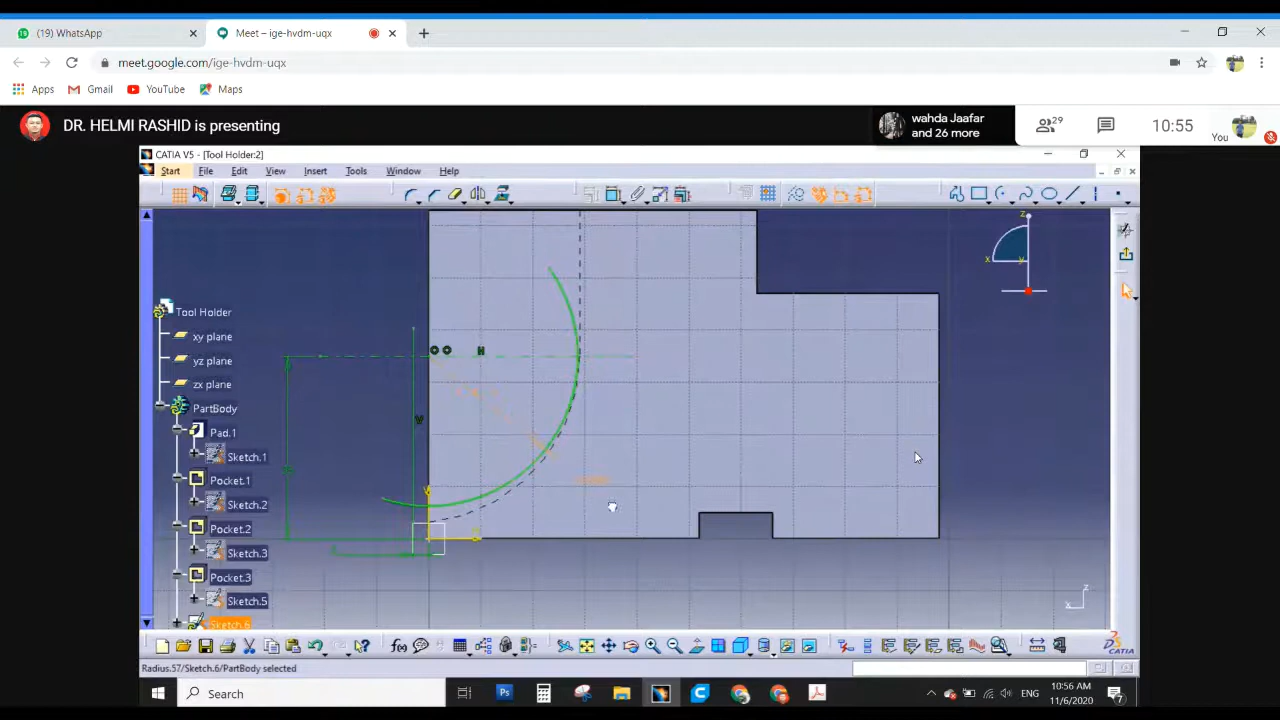 (19) WhatsApp
Meet – ige-hvdm-uqx
meet.google.com/ige-hvdm-uqx
Apps
Gmail
YouTube
Maps
DR. HELMI RASHID is presenting
wahda Jaafar
and 26 more
29
10:55
You
CATIA V5 - [Tool Holder:2]
Start
File
Edit
View
Insert
Tools
Window
Help
z
x
y
Tool Holder
xy plane
yz plane
zx plane
PartBody
Pad.1
Sketch.1
Pocket.1
Sketch.2
Pocket.2
Sketch.3
Pocket.3
Sketch.5
Sketch.6
H
V
z
x
CATIA
Radius.57/Sketch.6/PartBody selected
Search
ENG
10:56 AM
11/6/2020
7